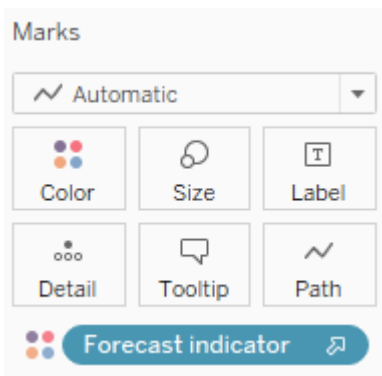 Marks
Automatic
Color Size Label
Detail Tooltip Path
Forecast indicator